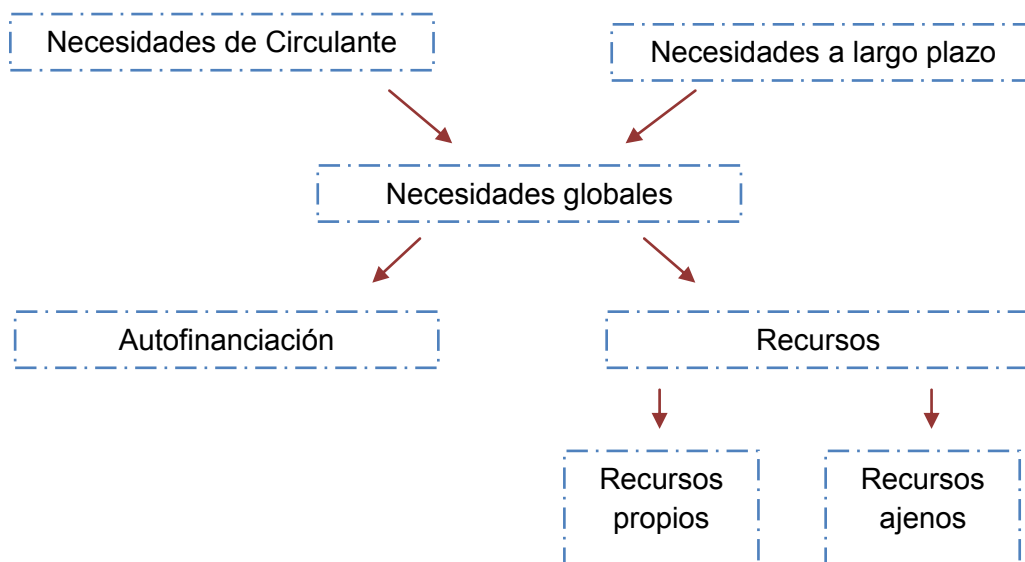 Necesidades de Circulante
Necesidades a largo plazo
Necesidades globales
Autofinanciación
Recursos
Recursos
propios
Recursos
ajenos